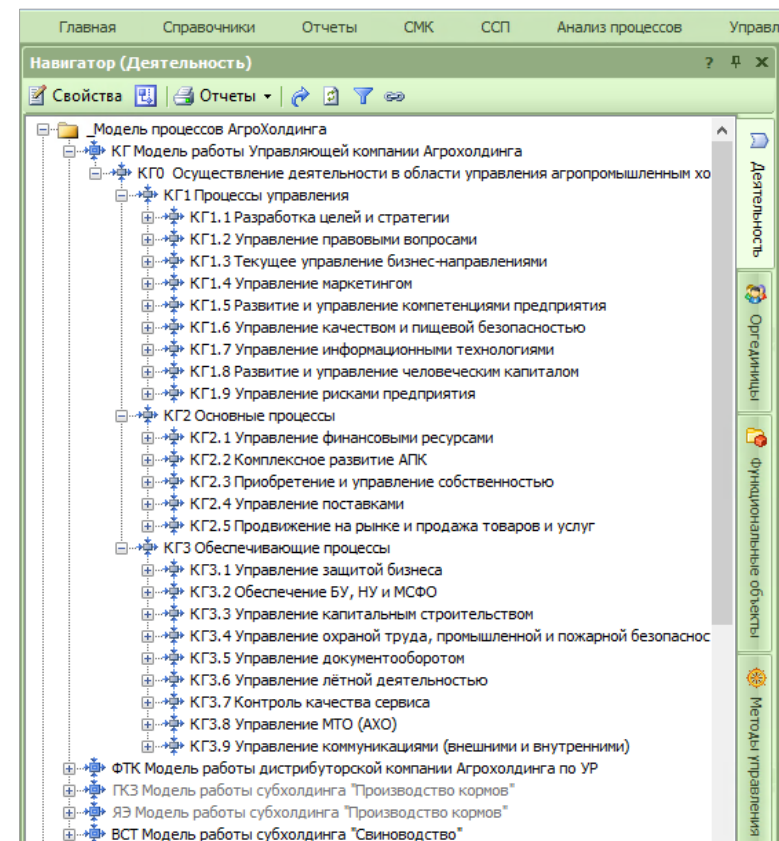 Главная Справочники Отчеты СМК ССП Анализ процессов Управл
Навигатор (Деятельность) ?
Свойства Отчеты
_Модель процессов АгроХолдинга
КГ Модель работы Управляющей компании Агрохолдинга
КГ0 Осуществление деятельности в области управления агропромышленным хо
КГ1 Процессы управления
КГ1.1 Разработка целей и стратегии
КГ1.2 Управление правовыми вопросами
КГ1.3 Текущее управление бизнес-направлениями
КГ1.4 Управление маркетингом
КГ1.5 Развитие и управление компетенциями предприятия
КГ1.6 Управление качеством и пищевой безопасностью
КГ1.7 Управление информационными технологиями
КГ1.8 Развитие и управление человеческим капиталом
КГ1.9 Управление рисками предприятия
КГ2 Основные процессы
КГ2.1 Управление финансовыми ресурсами
КГ2.2 Комплексное развитие АПК
КГ2.3 Приобретение и управление собственностью
КГ2.4 Управление поставками
КГ2.5 Продвижение на рынке и продажа товаров и услуг
КГ3 Обеспечивающие процессы
КГ3.1 Управление защитой бизнеса
КГ3.2 Обеспечение БУ, НУ и МСФО
КГ3.3 Управление капитальным строительством
КГ3.4 Управление охраной труда, промышленной и пожарной безопаснос
КГ3.5 Управление документооборотом
КГ3.6 Управление лётной деятельностью
КГ3.7 Контроль качества сервиса
КГ3.8 Управление МТО (АХО)
КГ3.9 Управление коммуникациями (внешними и внутренними)
ФТК Модель работы дистрибуторской компании Агрохолдинга по УР
ПКЗ Модель работы субхолдинга "Производство кормов"
ЯЭ Модель работы субхолдинга "Производство кормов"
ВСТ Модель работы субхолдинга "Свиноводство"
Деятельность
Оргединицы
Функциональные объекты
Методы управления